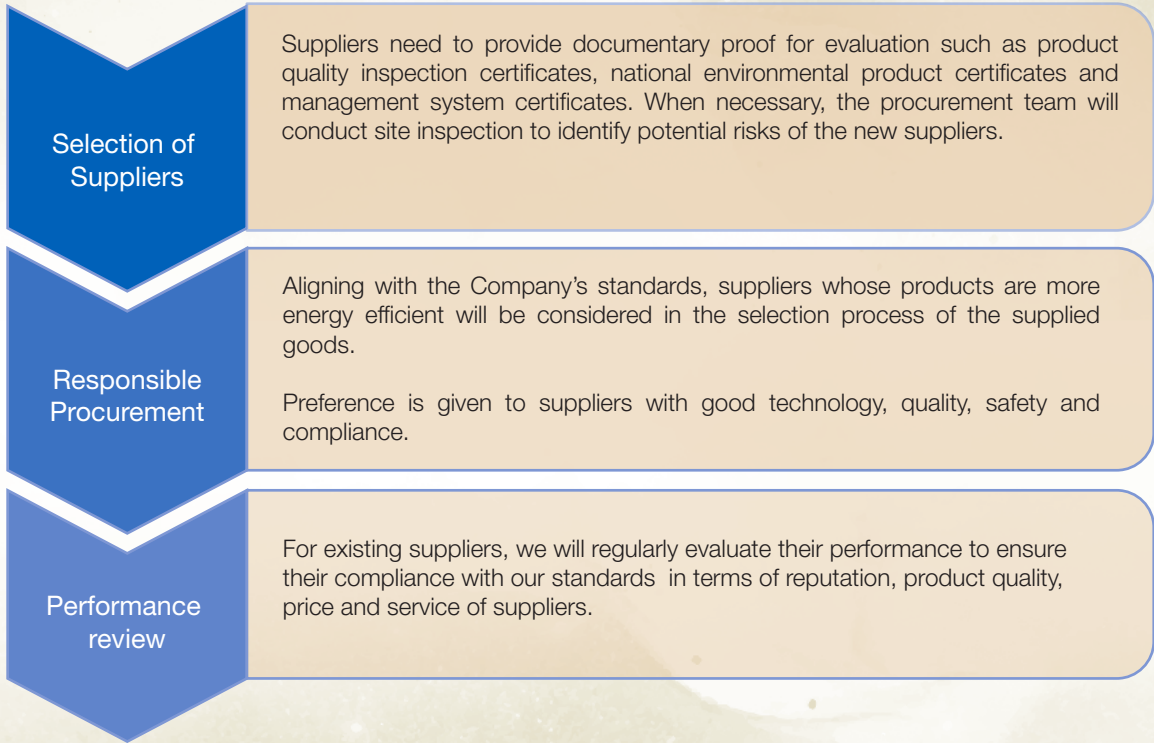 Selection of
Suppliers
Suppliers need to provide documentary proof for evaluation such as product
quality inspection certificates, national environmental product certificates and
management system certificates. When necessary, the procurement team will
conduct site inspection to identify potential risks of the new suppliers.
Responsible
Procurement
Aligning with the Company’s standards, suppliers whose products are more
energy efficient will be considered in the selection process of the supplied
goods.
Preference is given to suppliers with good technology, quality, safety and
compliance.
Performance
review
For existing suppliers, we will regularly evaluate their performance to ensure
their compliance with our standards in terms of reputation, product quality,
price and service of suppliers.